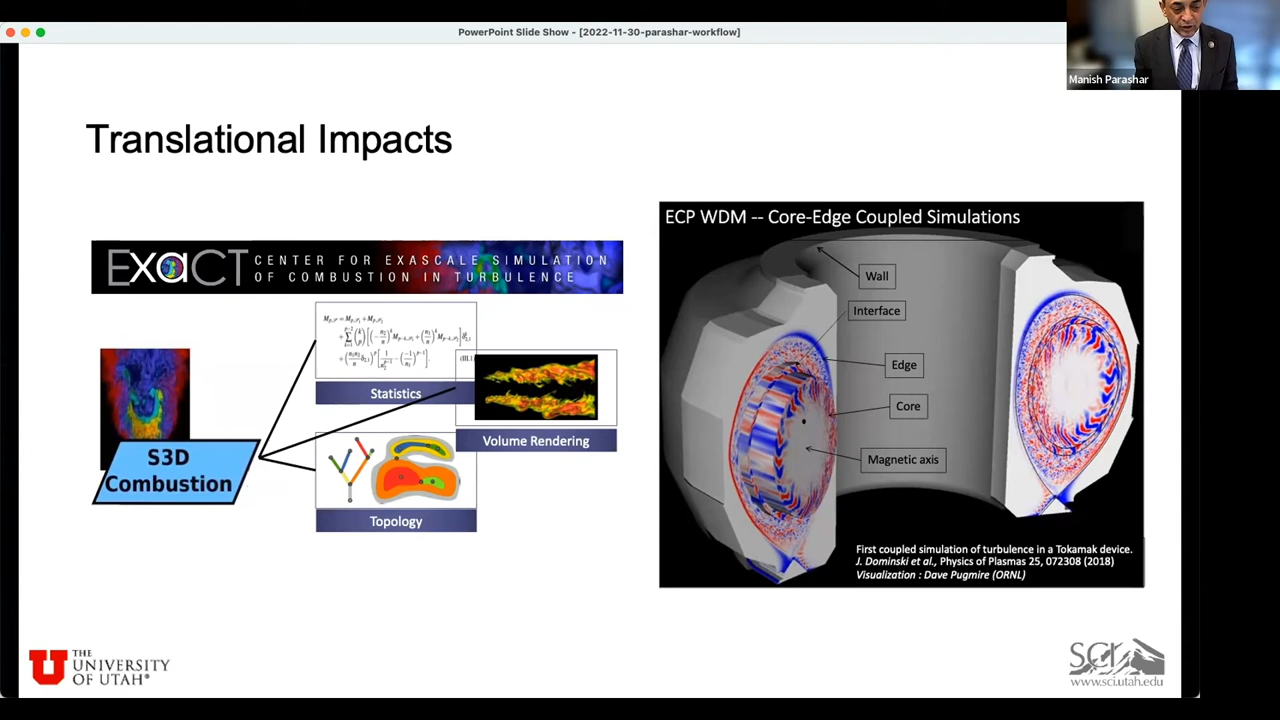 PowerPoint Slide Show - [2022-11-30-parashar-workflow]
Manish Parashar
Translational Impacts
ExaCT
CENTER FOR EXASCALE SIMULATION
OF COMBUSTION IN TURBULENCE
Statistics
Volume Rendering
S3D
Combustion
Topology
ECP WDM -- Core-Edge Coupled Simulations
Wall
Interface
Edge
Core
Magnetic axis
First coupled simulation of turbulence in a Tokamak device.
J. Dominski et al., Physics of Plasmas 25, 072308 (2018)
Visualization : Dave Pugmire (ORNL)
THE
UNIVERSITY
OF UTAH®
SCI
www.sci.utah.edu